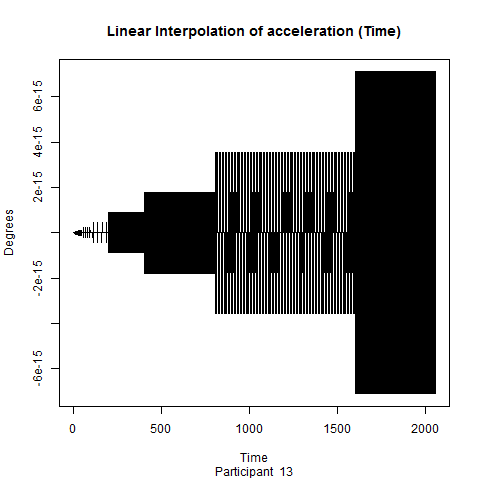 Linear Interpolation of acceleration (Time)
6e-15
4e-15
2e-15
-2e-15
-6e-15
Degrees
0
500
1000
1500
2000
Time
Participant 13